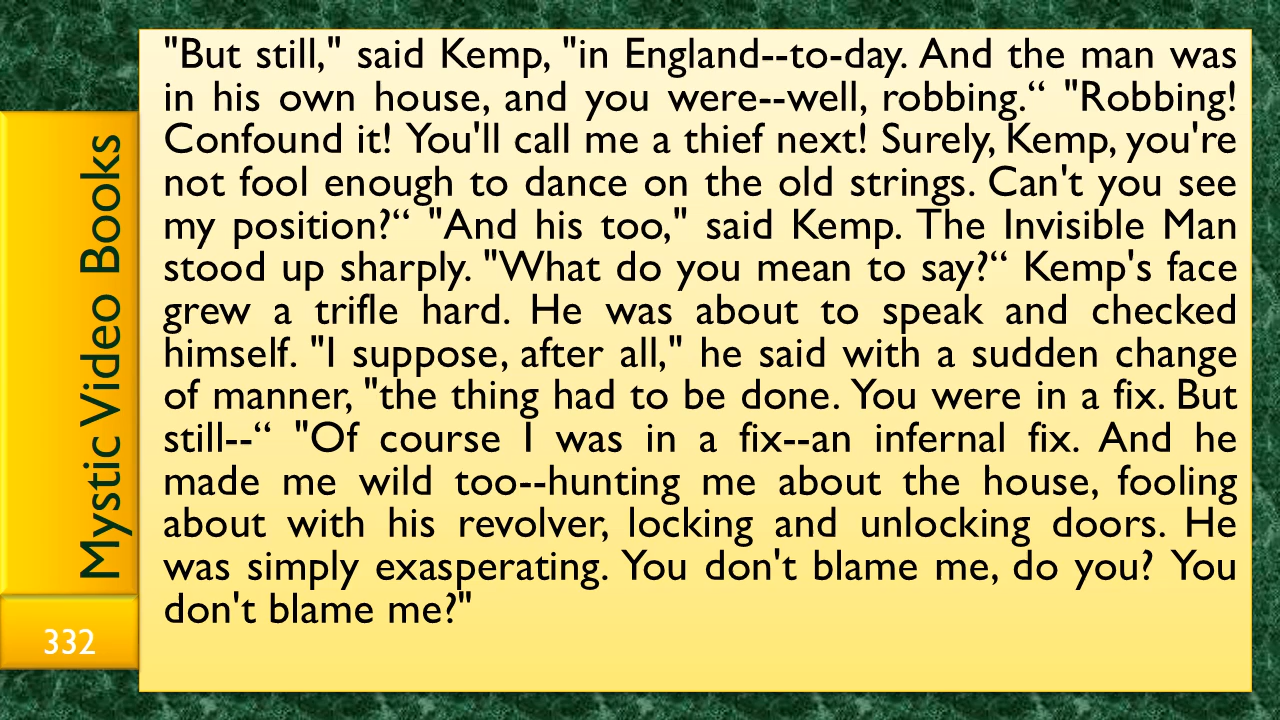 "But still," said Kemp, "in England--to-day. And the man was
in his own house, and you were--well, robbing.“ "Robbing!
Confound it! You'll call me a thief next! Surely, Kemp, you're
not fool enough to dance on the old strings. Can't you see
my position?“ "And his too," said Kemp. The Invisible Man
stood up sharply. "What do you mean to say?“ Kemp's face
grew a trifle hard. He was about to speak and checked
himself. "I suppose, after all," he said with a sudden change
of manner, "the thing had to be done. You were in a fix. But
still--“ "Of course I was in a fix--an infernal fix. And he
made me wild too--hunting me about the house, fooling
about with his revolver, locking and unlocking doors. He
was simply exasperating. You don't blame me, do you? You
don't blame me?"
Mystic Video Books
332